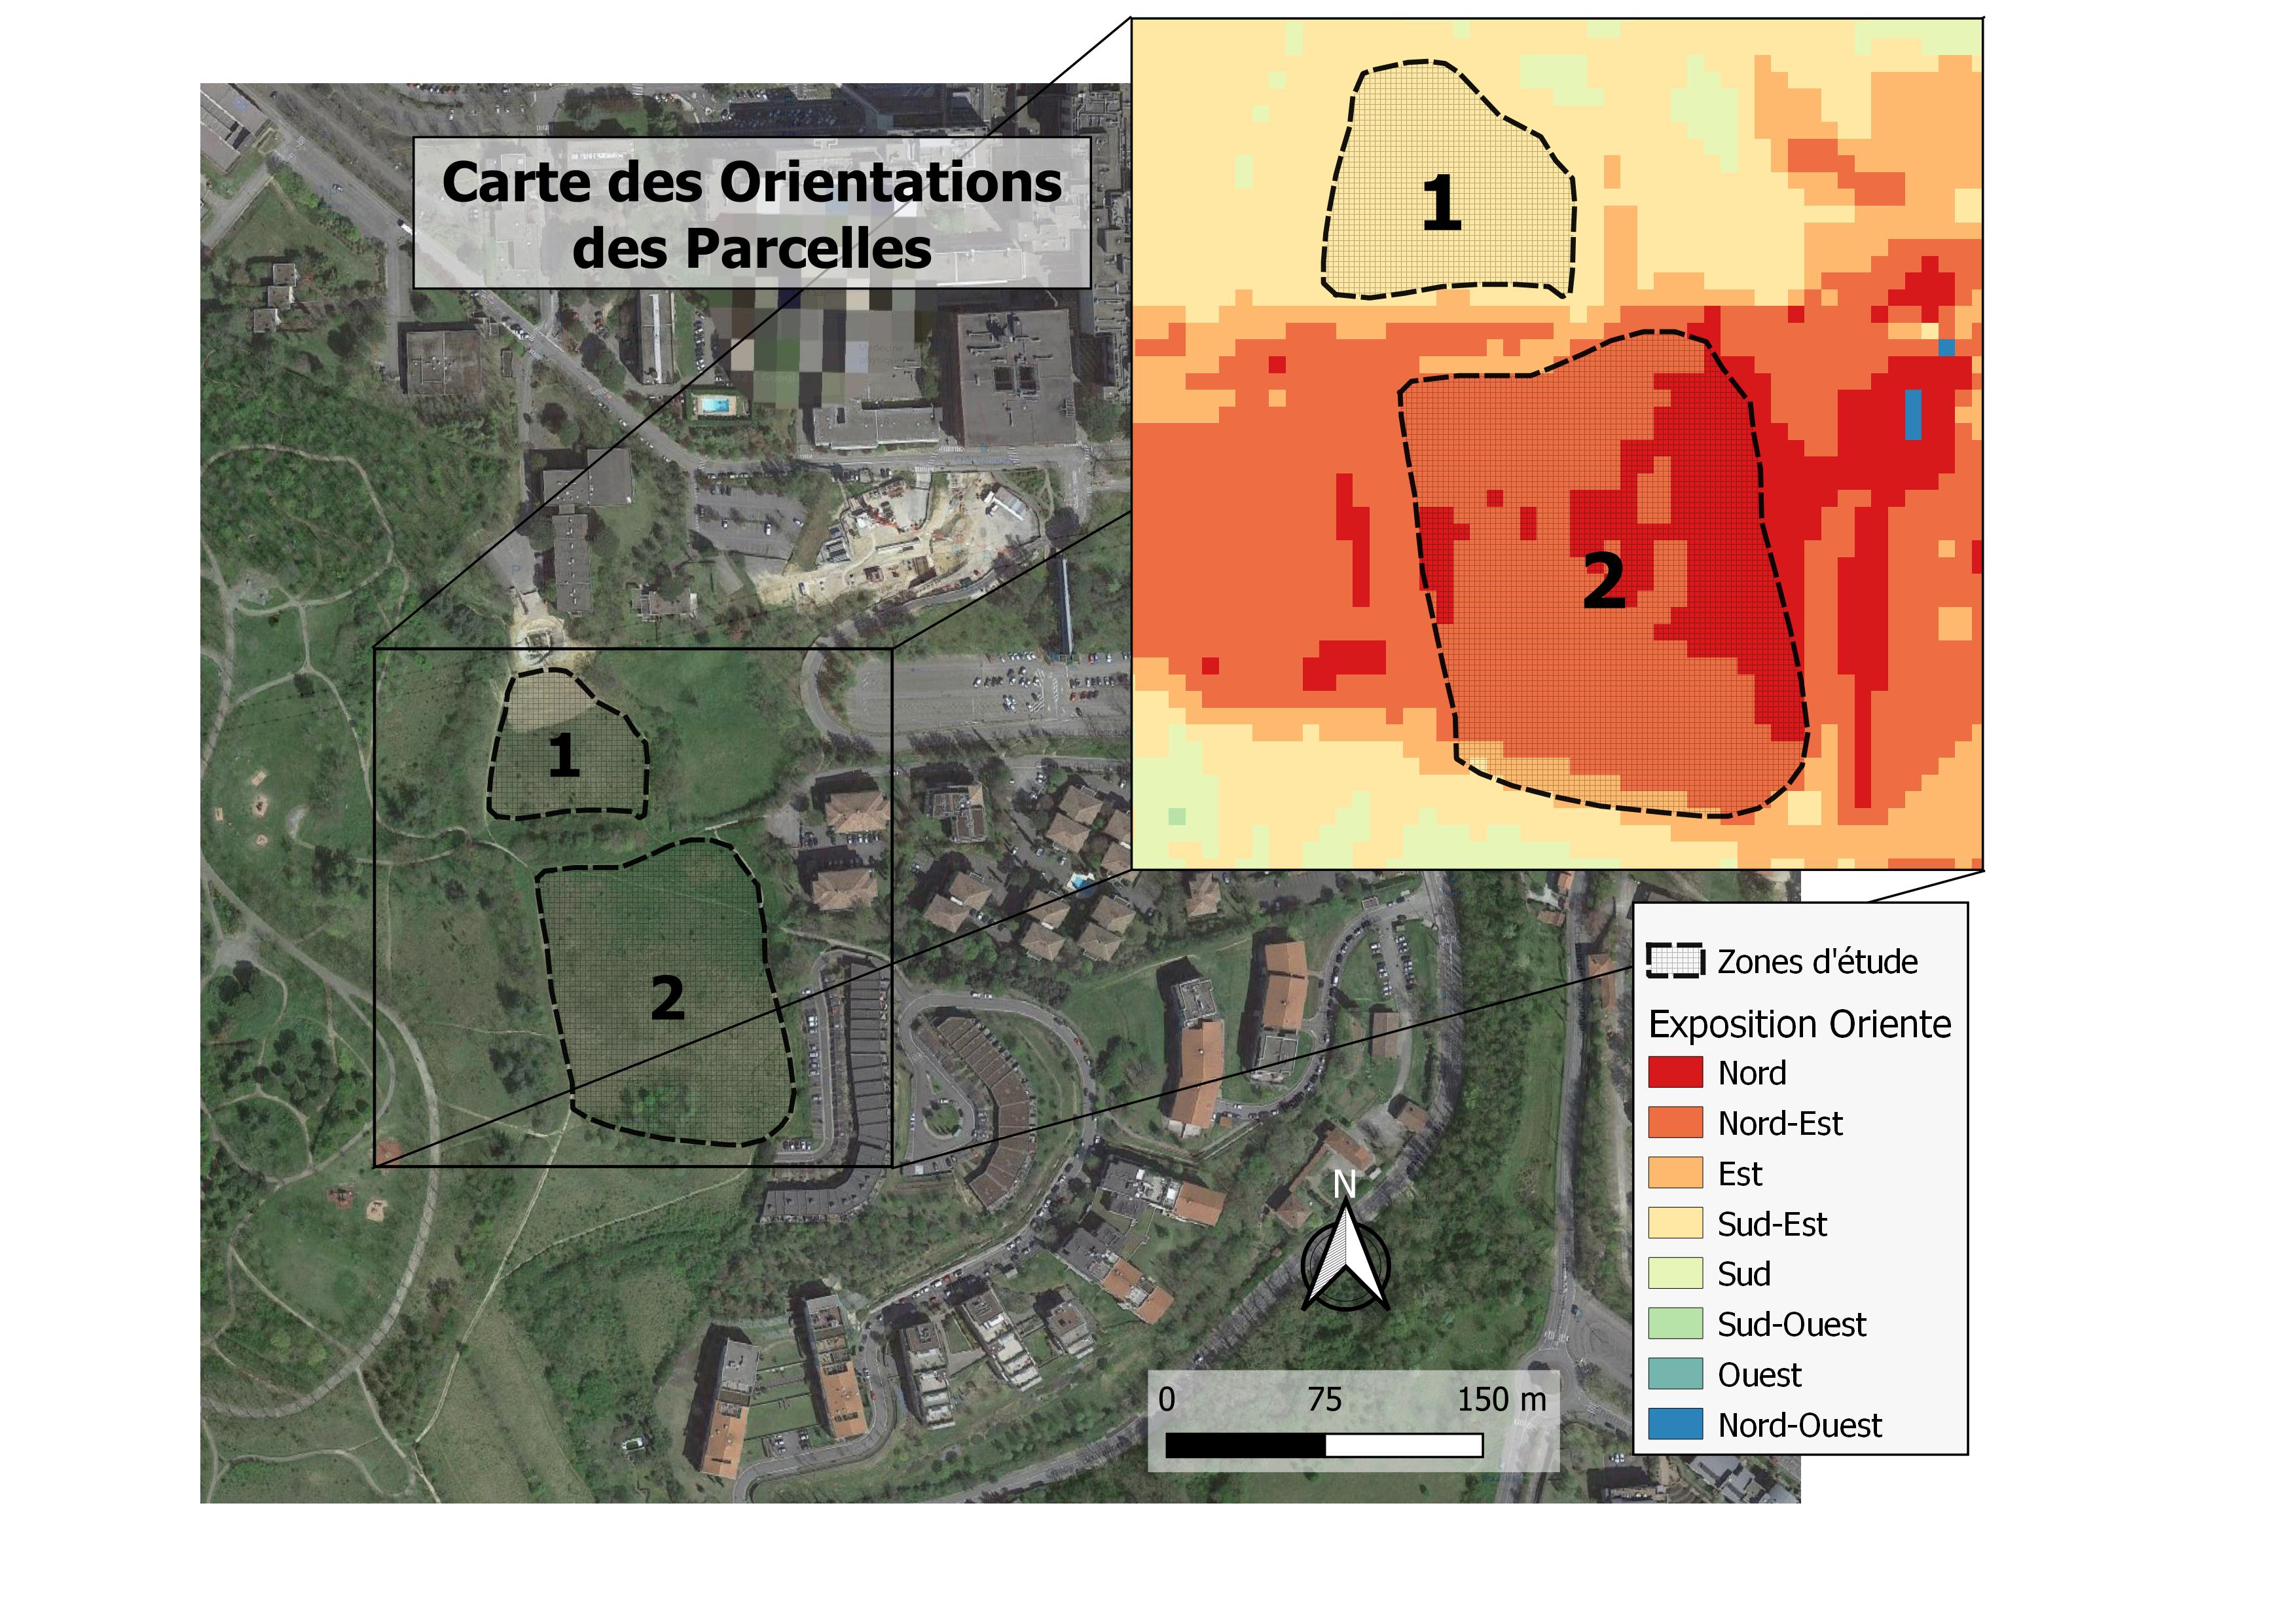 Carte des Orientations
des Parcelles
1
2
1
2
Zones d'étude
Exposition Oriente
Nord
Nord-Est
Est
Sud-Est
Sud
Sud-Ouest
Ouest
Nord-Ouest
N
0 75 150 m